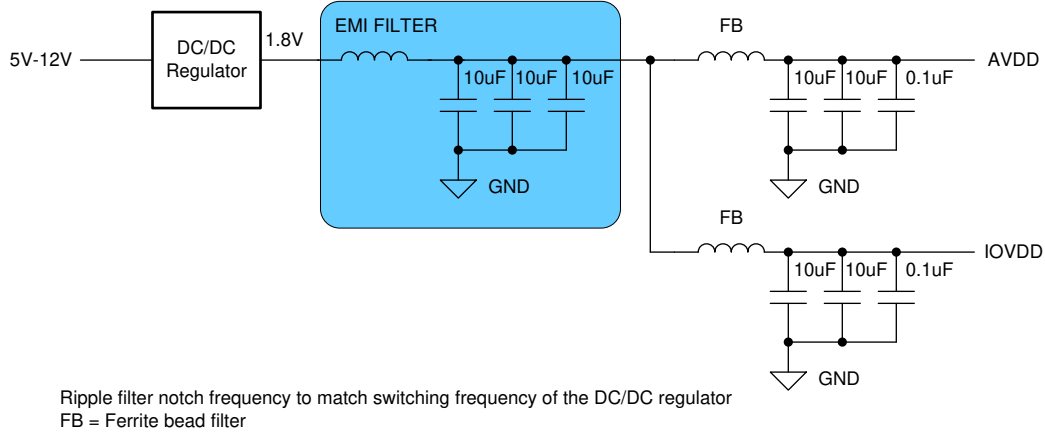 EMI FILTER
FB
5V-12V
DC/DC
Regulator
1.8V
10uF 10uF 10uF
10uF 10uF 0.1uF
AVDD
GND
GND
FB
10uF 10uF 0.1uF
IOVDD
GND
Ripple filter notch frequency to match switching frequency of the DC/DC regulator
FB = Ferrite bead filter